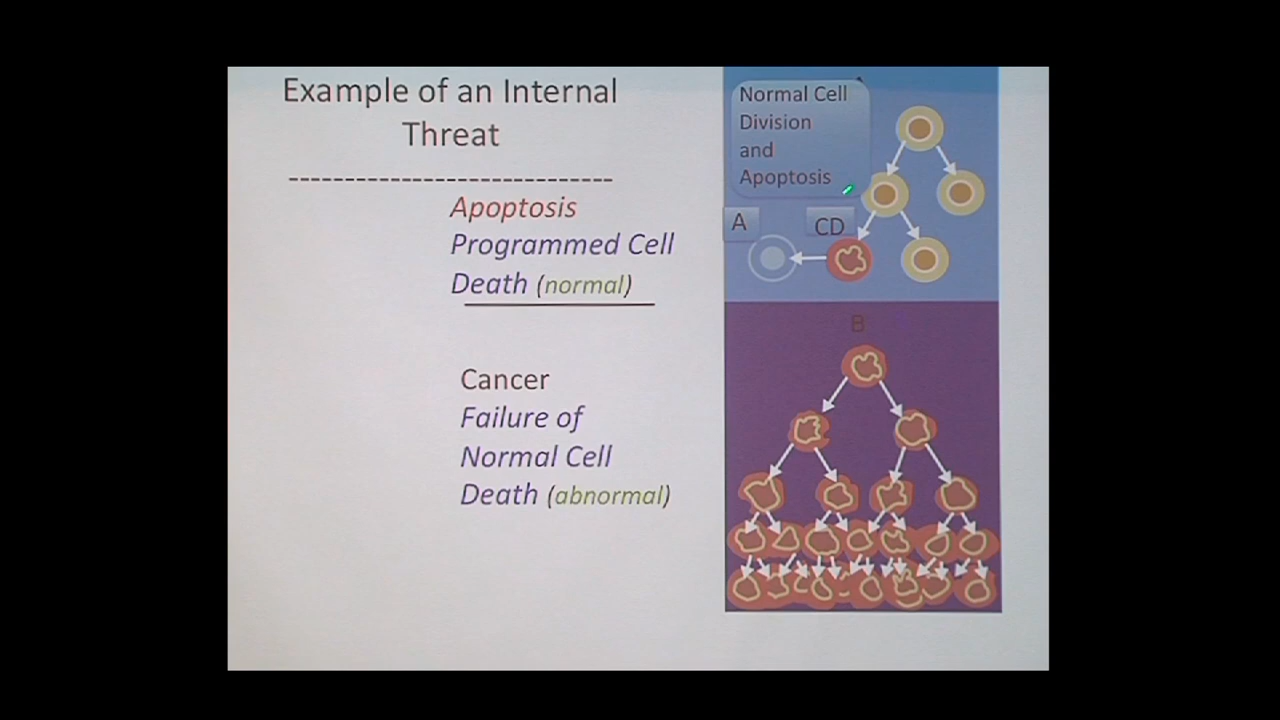 Example of an Internal
Threat
----------------------------
Apoptosis
Programmed Cell
Death (normal)
Cancer
Failure of
Normal Cell
Death (abnormal)
Normal Cell
Division
and
Apoptosis
A
CD
B